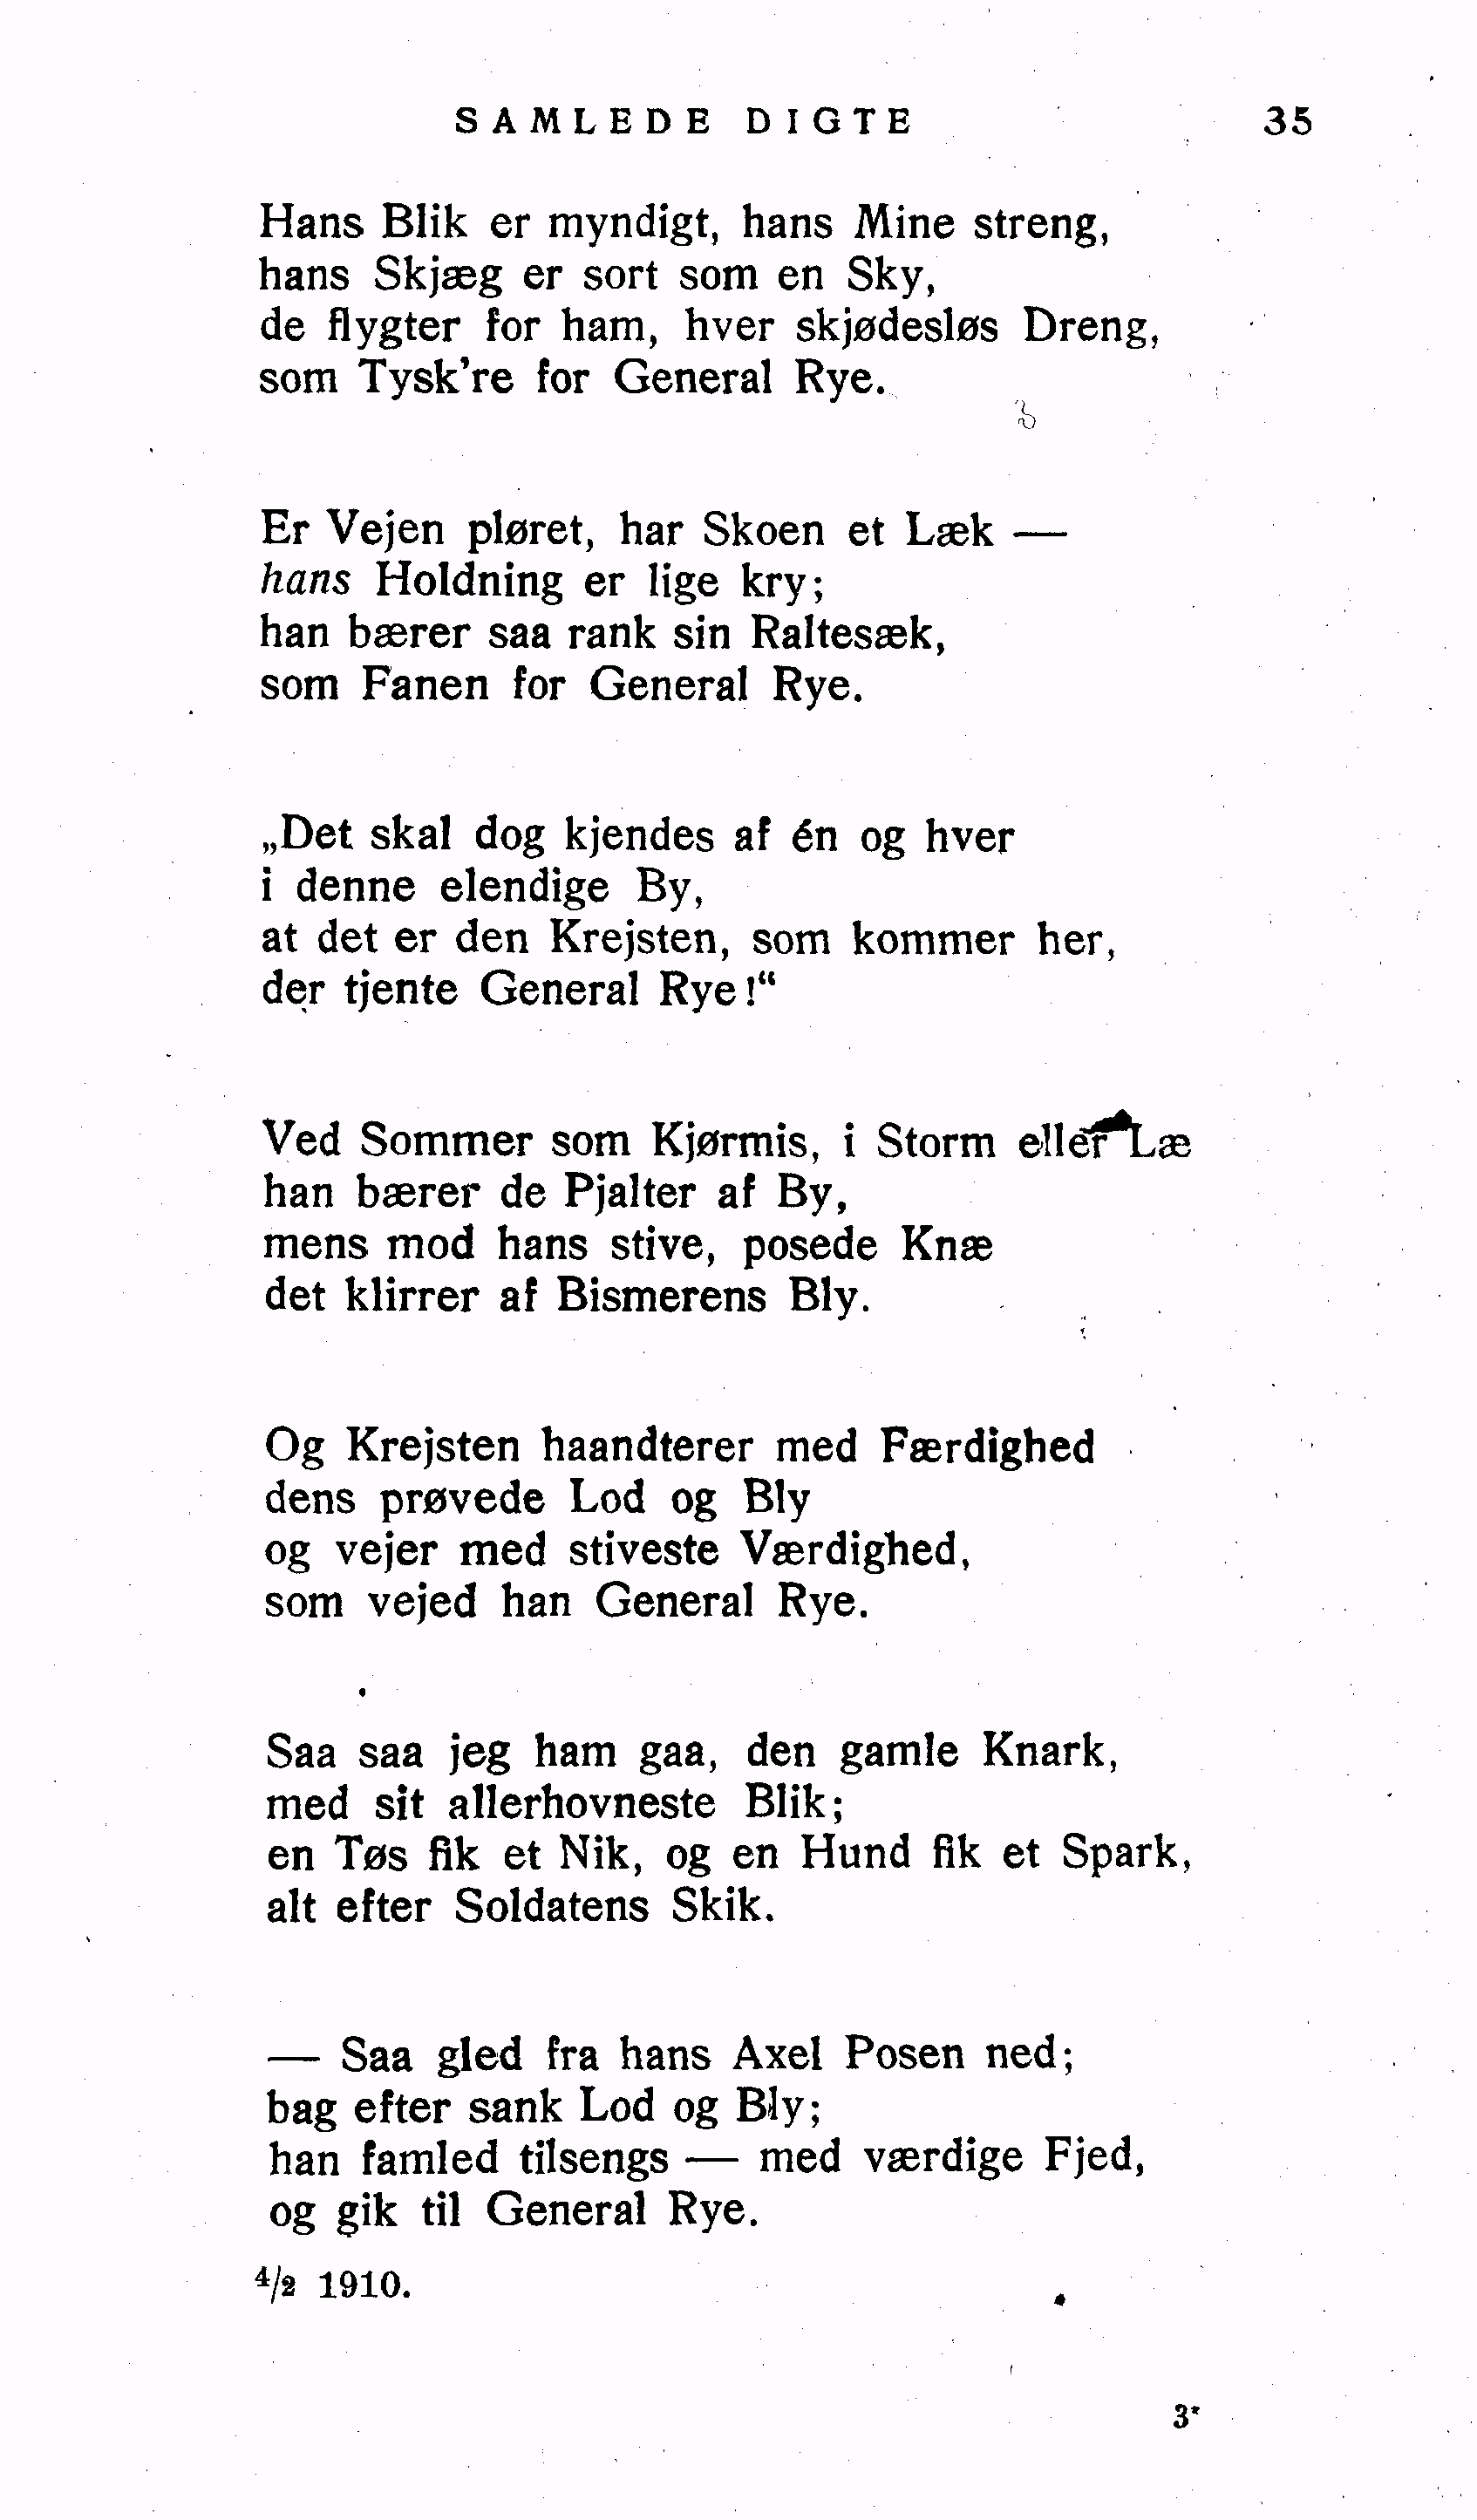 SAMLEDE DIGTE 35
Hans Blik er myndigt, hans Mine streng,
hans Skjæg er sort som en Sky,
de flygter for ham, hver skjødesløs Dreng,
som Tysk're for General Rye.
Er Vejen pløret, har Skoen et Læk —
hans Holdning er lige kry;
han bærer saa rank sin Raltesæk,
som Fanen for General Rye.
„Det skal dog kjendes af én og hver
i denne elendige By,
at det er den Krejsten, som kommer her,
der tjente General Rye!“
Ved Sommer som Kjørmis, i Storm eller Læ
han bærer de Pjalter af By,
mens mod hans stive, posede Knæ
det klirrer af Bismerens Bly.
Og Krejsten haandterer med Færdighed
dens prøvede Lod og Bly
og vejer med stiveste Værdighed,
som vejed han General Rye.
Saa saa jeg ham gaa, den gamle Knark,
med sit allerhovneste Blik;
en Tøs fik et Nik, og en Hund fik et Spark,
alt efter Soldatens Skik.
— Saa gled fra hans Axel Posen ned;
bag efter sank Lod og Bly;
han famled tilsengs — med værdige Fjed,
og gik til General Rye.
4/2 1910.
3*